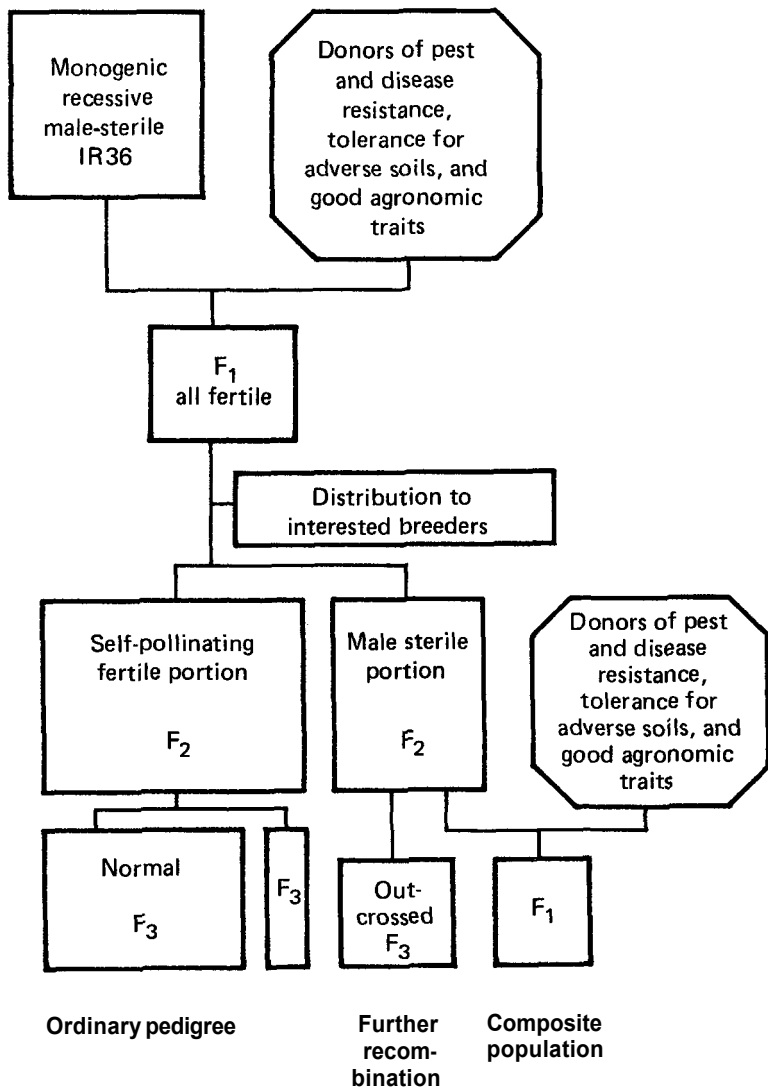 Monogenic
recessive
male-sterile
IR36
Donors of pest
and disease
resistance,
tolerance for
adverse soils, and
good agronomic
traits
F1
all fertile
Distribution to
interested breeders
Self-pollinating
fertile portion
F2
Male sterile
portion
F2
Donors of pest
and disease
resistance,
tolerance for
adverse soils, and
good agronomic
traits
Normal
F3
F3
Out-
crossed
F3
F1
Ordinary pedigree
Further
recom-
bination
Composite
population